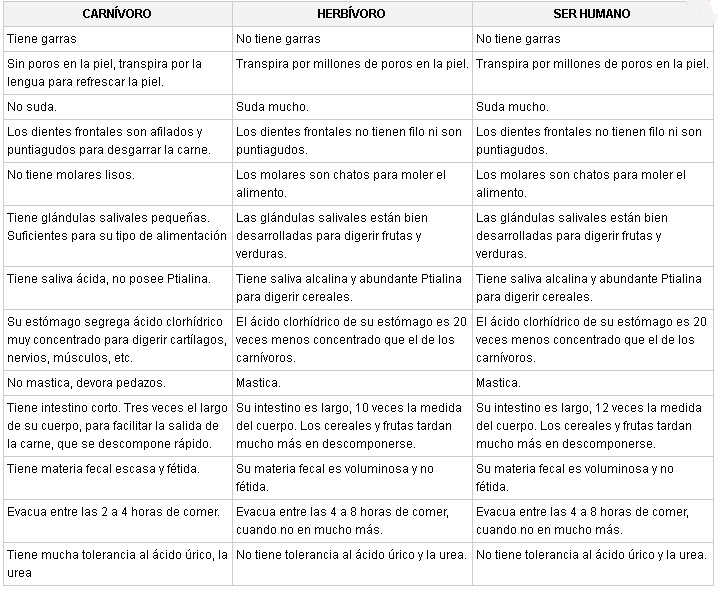 CARNÍVORO HERBÍVORO SER HUMANO
Tiene garras No tiene garras No tiene garras
Sin poros en la piel, transpira por la Transpira por millones de poros en la piel. Transpira por millones de poros en la piel.
lengua para refrescar la piel.
No suda. Suda mucho. Suda mucho.
Los dientes frontales son afilados y Los dientes frontales no tienen filo ni son Los dientes frontales no tienen filo ni son
puntiagudos para desgarrar la carne. puntiagudos. puntiagudos.
No tiene molares lisos. Los molares son chatos para moler el Los molares son chatos para moler el
alimento. alimento.
Tiene glándulas salivales pequeñas. Las glándulas salivales están bien Las glándulas salivales están bien
Suficientes para su tipo de alimentación desarrolladas para digerir frutas y desarrolladas para digerir frutas y
verduras. verduras.
Tiene saliva ácida, no posee Ptialina. Tiene saliva alcalina y abundante Ptialina Tiene saliva alcalina y abundante Ptialina
para digerir cereales. para digerir cereales.
Su estómago segrega ácido clorhídrico El ácido clorhídrico de su estómago es 20 El ácido clorhídrico de su estómago es 20
muy concentrado para digerir cartílagos, veces menos concentrado que el de los veces menos concentrado que el de los
nervios, músculos, etc. carnívoros. carnívoros.
No mastica, devora pedazos. Mastica. Mastica.
Tiene intestino corto. Tres veces el largo Su intestino es largo, 10 veces la medida Su intestino es largo, 12 veces la medida
de su cuerpo, para facilitar la salida de del cuerpo. Los cereales y frutas tardan del cuerpo. Los cereales y frutas tardan
la carne, que se descompone rápido. mucho más en descomponerse. mucho más en descomponerse.
Tiene materia fecal escasa y fétida. Su materia fecal es voluminosa y no Su materia fecal es voluminosa y no
fétida. fétida.
Evacua entre las 2 a 4 horas de comer. Evacua entre las 4 a 8 horas de comer, Evacua entre las 4 a 8 horas de comer,
cuando no en mucho más. cuando no en mucho más.
Tiene mucha tolerancia al ácido úrico, la No tiene tolerancia al ácido úrico y la urea. No tiene tolerancia al ácido úrico y la urea.
urea